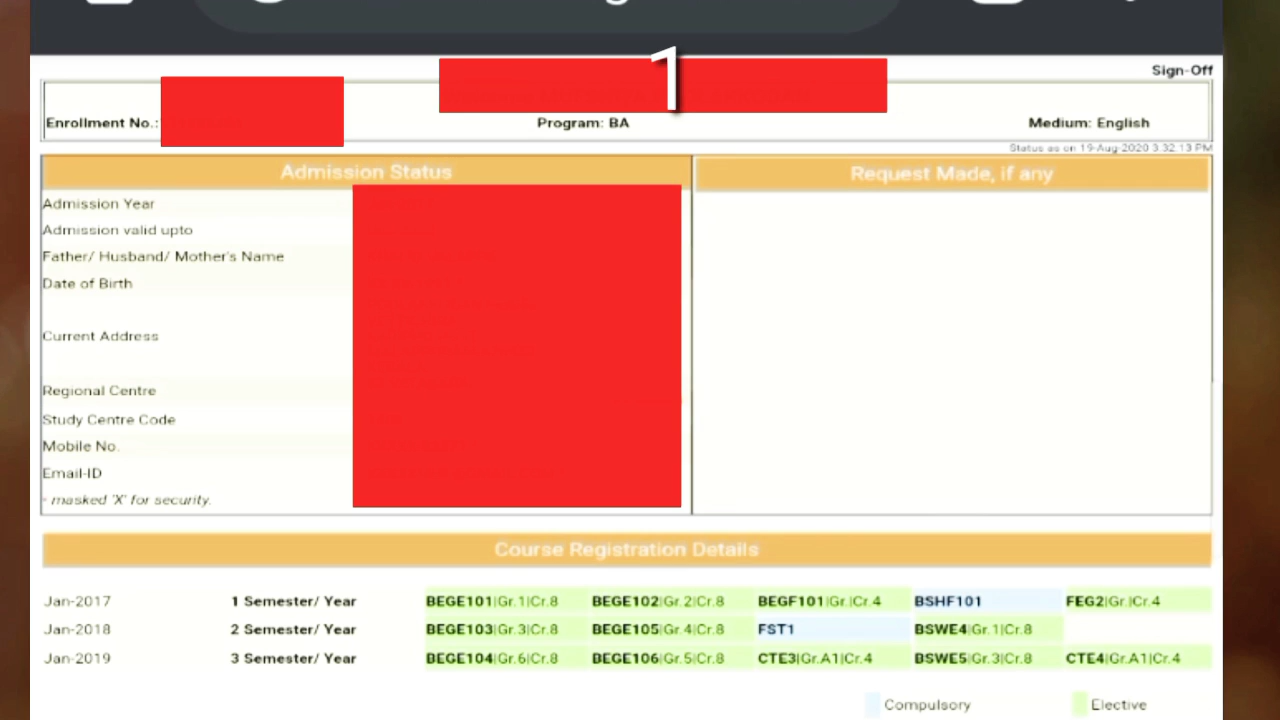 1
Sign-Off
Enrollment No.: Program: BA Medium: English
Status as on 19-Aug-2020 3:32:13 PM
Admission Status Request Made, if any
Admission Year
Admission valid upto
Father/ Husband/ Mother's Name
Date of Birth
Current Address
Regional Centre
Study Centre Code
Mobile No.
Email-ID
* masked 'X' for security.
Course Registration Details
Jan-2017 1 Semester/ Year BEGE101|Gr.1|Cr.8 BEGE102|Gr.2|Cr.8 BEGF101|Gr.|Cr.4 BSHF101 FEG2|Gr.|Cr.4
Jan-2018 2 Semester/ Year BEGE103|Gr.3|Cr.8 BEGE105|Gr.4|Cr.8 FST1 BSWE4|Gr.1|Cr.8
Jan-2019 3 Semester/ Year BEGE104|Gr.6|Cr.8 BEGE106|Gr.5|Cr.8 CTE3|Gr.A1|Cr.4 BSWE5|Gr.3|Cr.8 CTE4|Gr.A1|Cr.4
Compulsory Elective